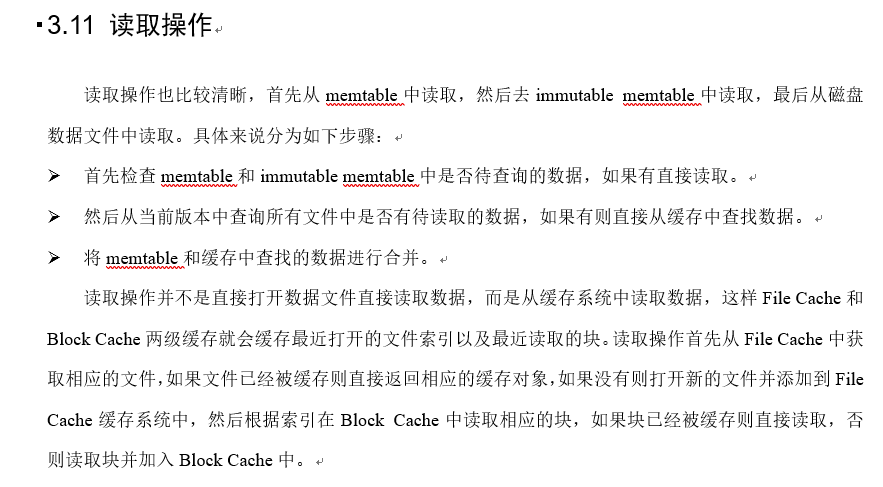 3.11 读取操作
读取操作也比较清晰，首先从 memtable 中读取，然后去 immutable memtable 中读取，最后从磁盘
数据文件中读取。具体来说分为如下步骤：
➢ 首先检查 memtable 和 immutable memtable 中是否待查询的数据，如果有直接读取。
➢ 然后从当前版本中查询所有文件中是否有待读取的数据，如果有则直接从缓存中查找数据。
➢ 将 memtable 和缓存中查找的数据进行合并。
读取操作并不是直接打开数据文件直接读取数据，而是从缓存系统中读取数据，这样 File Cache 和
Block Cache 两级缓存就会缓存最近打开的文件索引以及最近读取的块。读取操作首先从 File Cache 中获
取相应的文件，如果文件已经被缓存则直接返回相应的缓存对象，如果没有则打开新的文件并添加到 File
Cache 缓存系统中，然后根据索引在 Block Cache 中读取相应的块，如果块已经被缓存则直接读取，否
则读取块并加入 Block Cache 中。